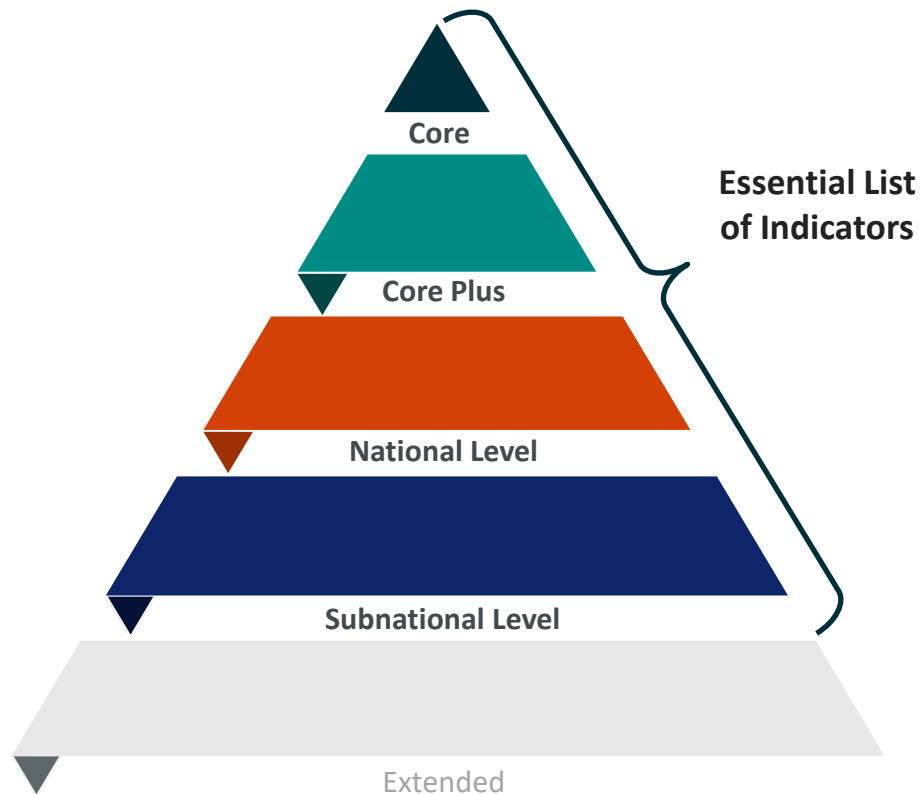 Core
Essential List
of Indicators
Core Plus
National Level
Subnational Level
Extended